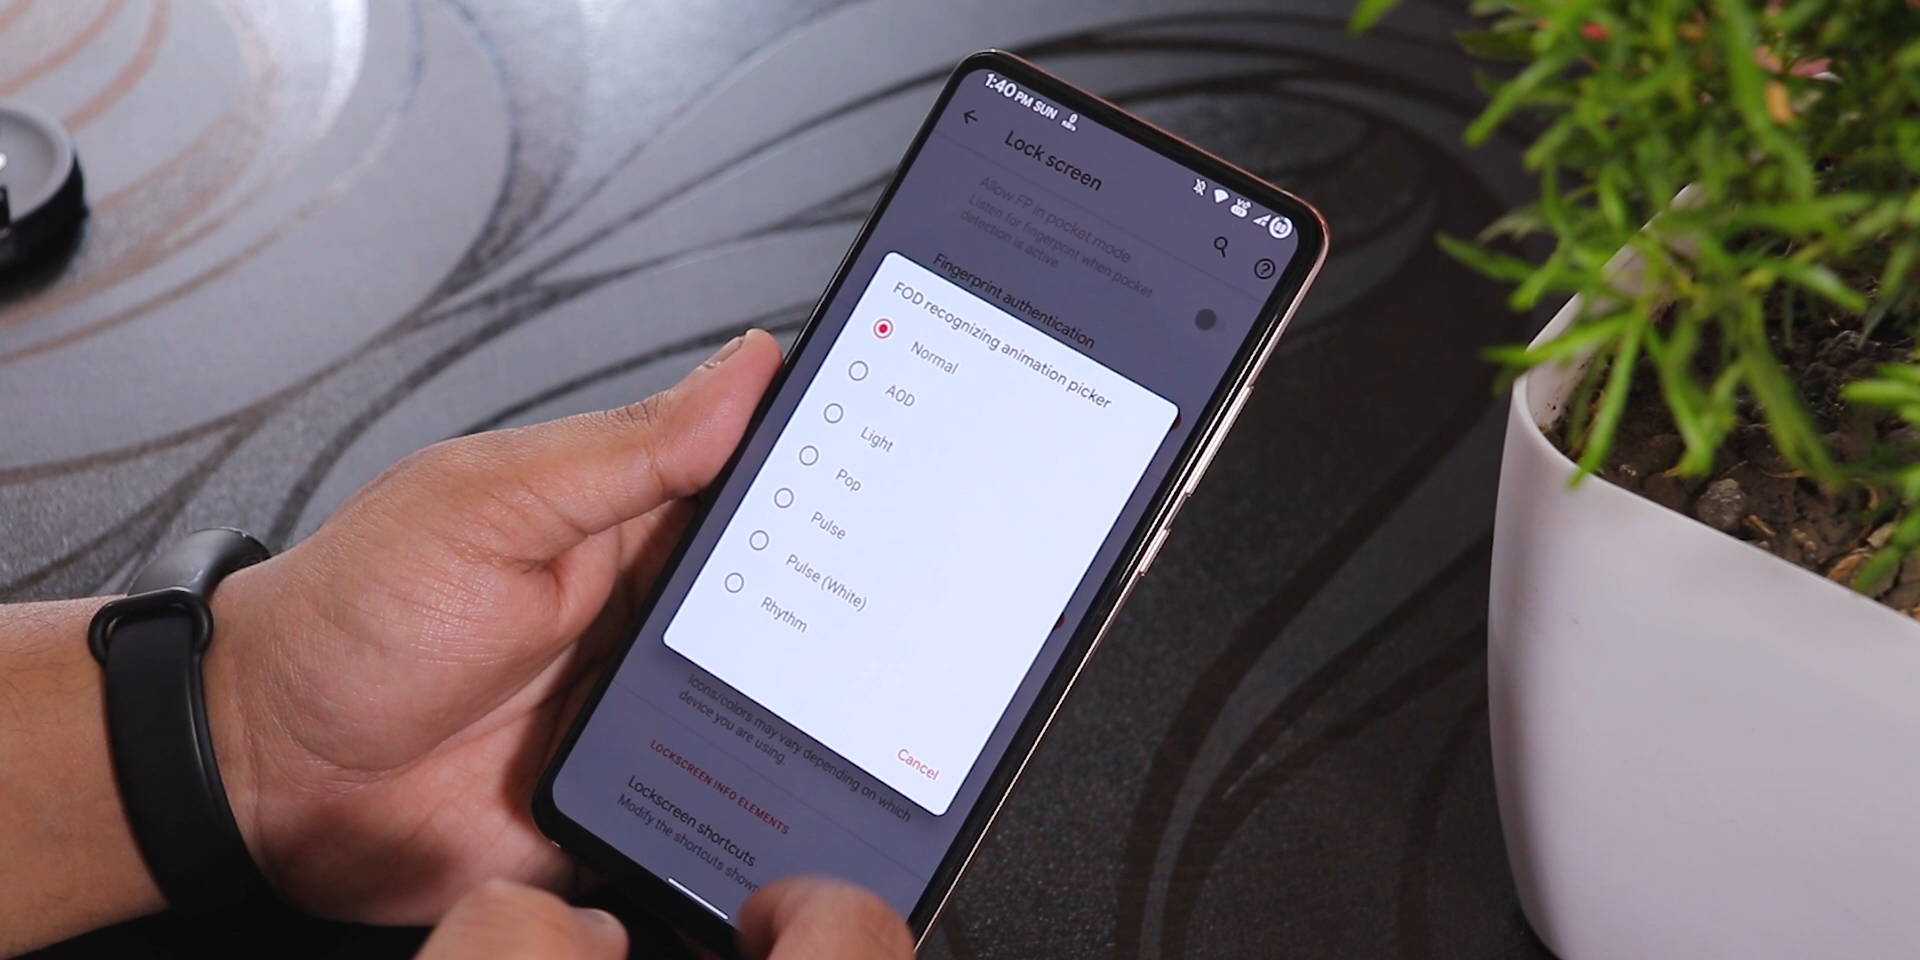 1:40 PM SUN 0
Lock screen
Allow FP in pocket mode
Listen for fingerprint when pocket
detection is active
Fingerprint authentication
FOD recognizing animation picker
Normal
AOD
Light
Pop
Pulse
Pulse (White)
Rhythm
Cancel
Icons/colors may vary depending on which
device you are using.
LOCKSCREEN INFO ELEMENTS
Lockscreen shortcuts
Modify the shortcuts shown